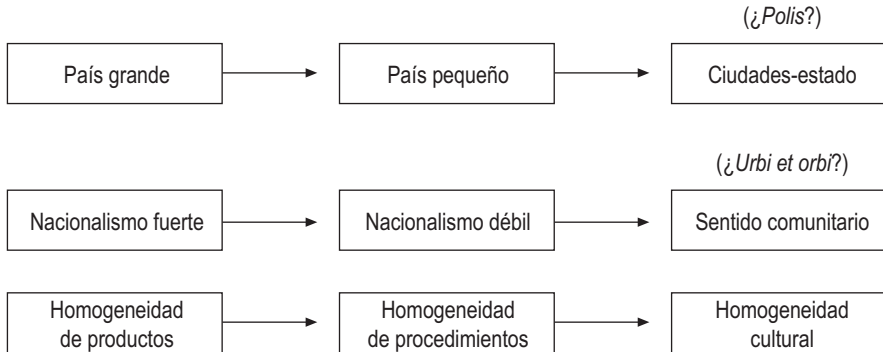 (¿Polis?)
País grande
País pequeño
Ciudades-estado
(¿Urbi et orbi?)
Nacionalismo fuerte
Nacionalismo débil
Sentido comunitario
Homogeneidad
de productos
Homogeneidad
de procedimientos
Homogeneidad
cultural